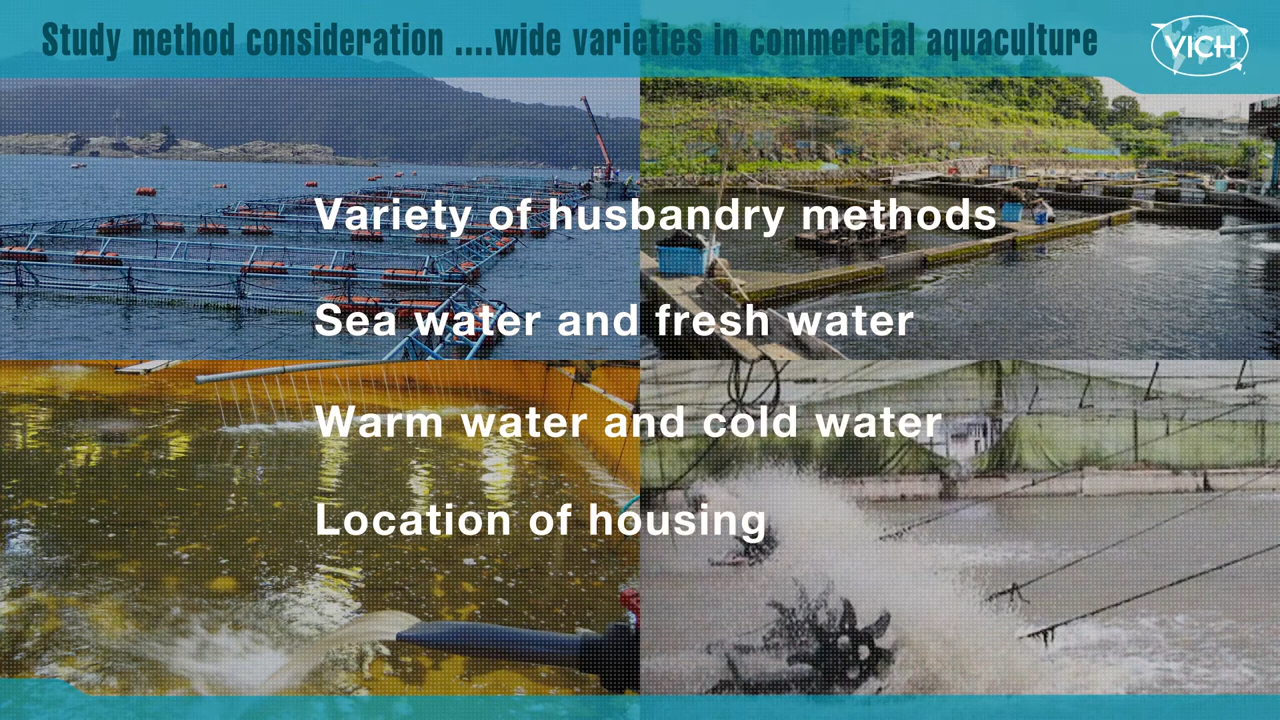 Study method consideration ....wide varieties in commercial aquaculture
VICH
Variety of husbandry methods
Sea water and fresh water
Warm water and cold water
Location of housing